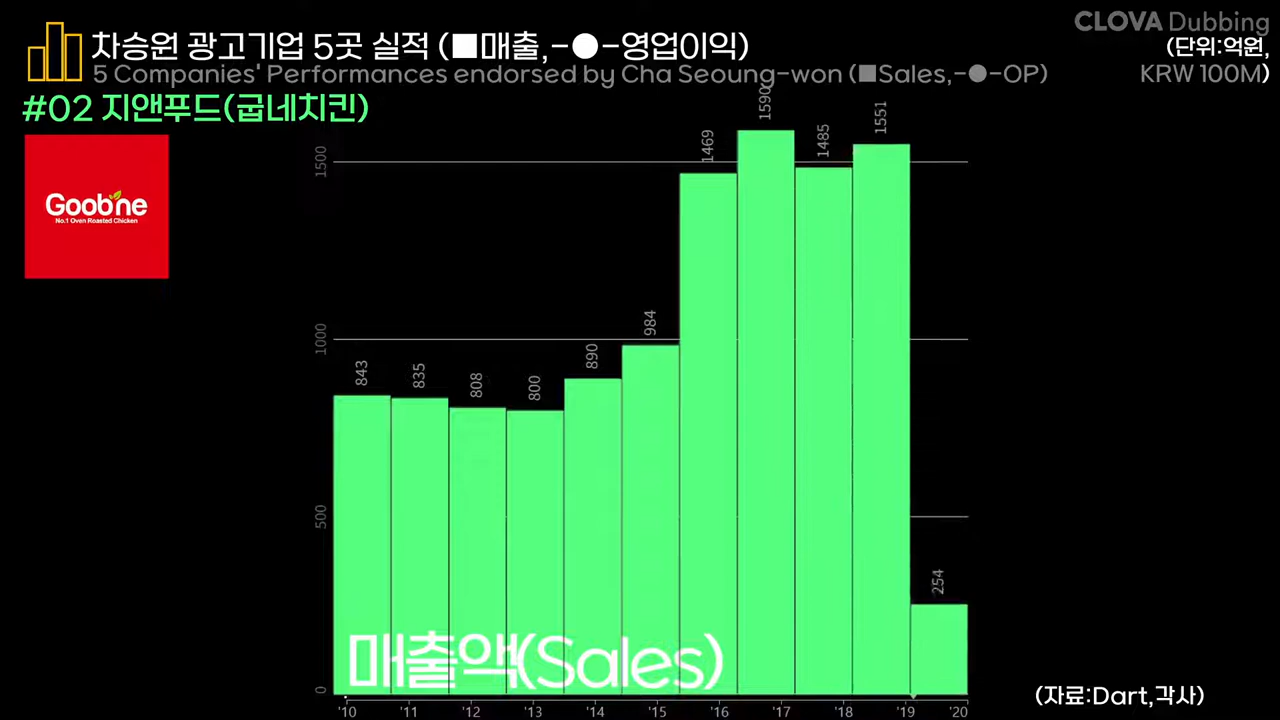 CLOVA Dubbing
차승원 광고기업 5곳 실적 (■매출,-●-영업이익)
(단위:억원,
5 Companies' Performances endorsed by Cha Seoung-won (■Sales,-●-OP)
KRW 100M)
#02 지앤푸드(굽네치킨)
Goobne
No.1 Oven Roasted Chicken
1500
1000
500
0
843
835
808
800
890
984
1469
1590
1485
1551
254
매출액(Sales)
'10 '11 '12 '13 '14 '15 '16 '17 '18 '19 '20
(자료:Dart,각사)